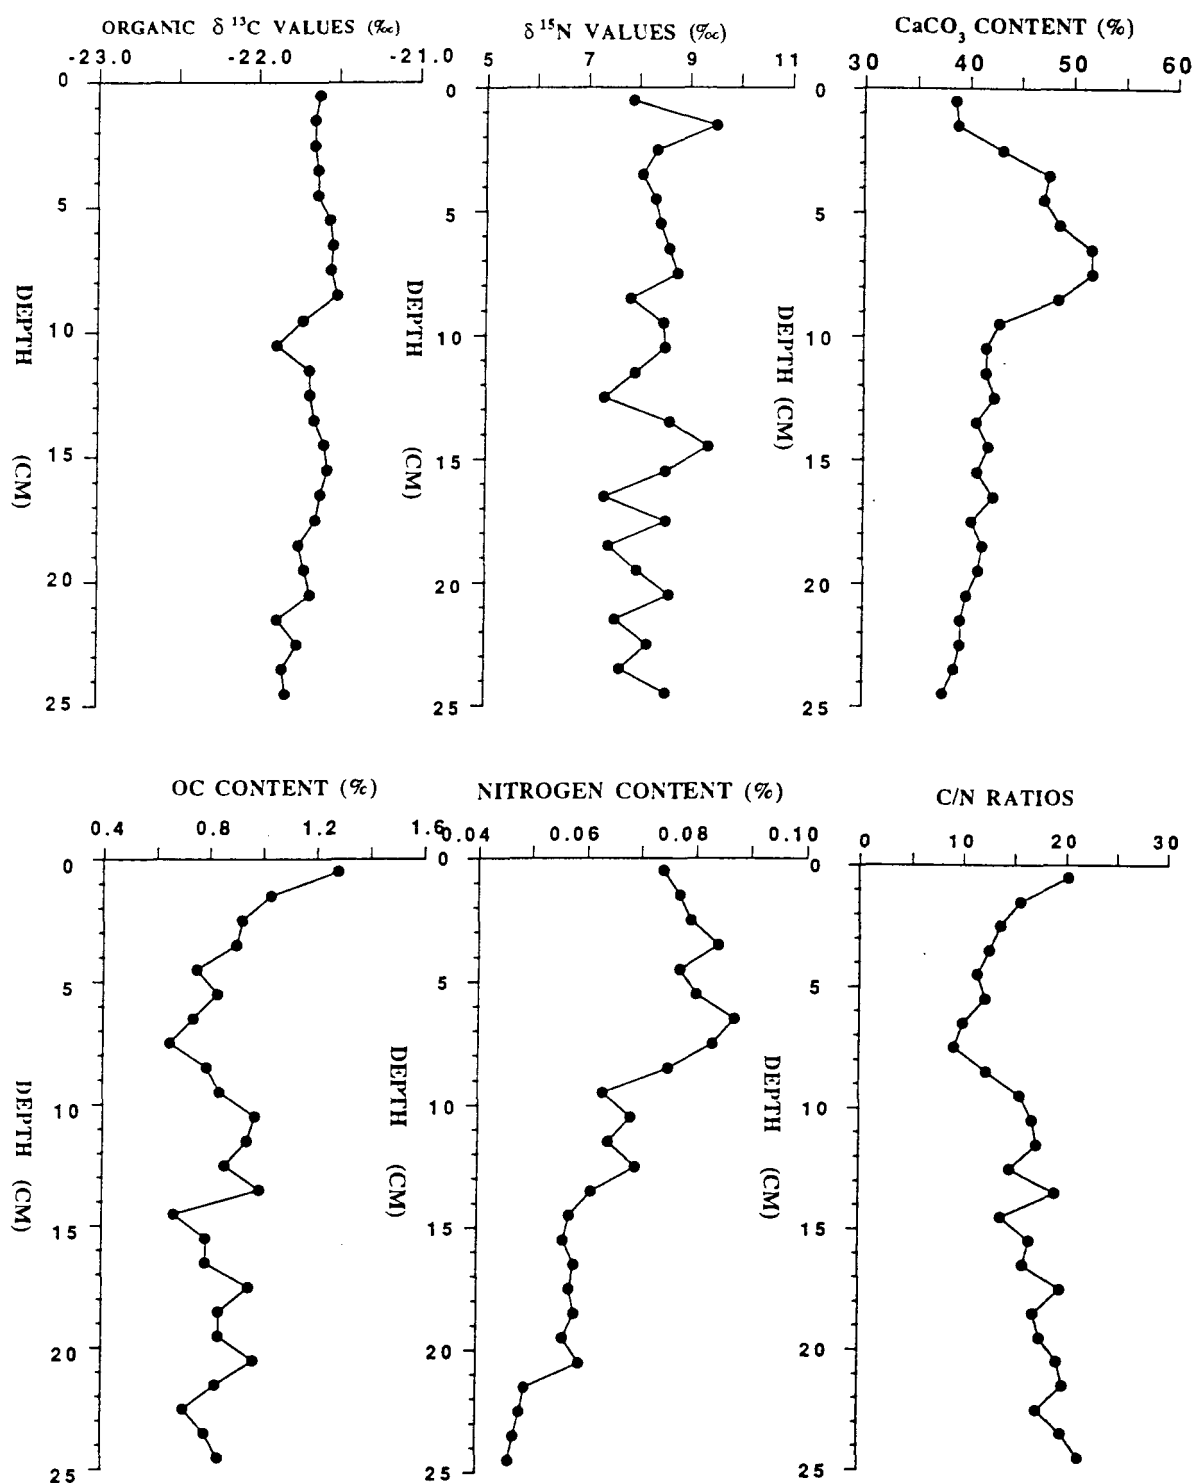 ORGANIC δ ¹³C VALUES (‰)
-23.0 -22.0 -21.0
0
5
10
15
20
25
DEPTH (CM)
δ ¹⁵N VALUES (‰)
5 7 9 11
0
5
10
15
20
25
DEPTH (CM)
CaCO₃ CONTENT (%)
30 40 50 60
0
5
10
15
20
25
DEPTH (CM)
OC CONTENT (%)
0.4 0.8 1.2 1.6
0
5
10
15
20
25
DEPTH (CM)
NITROGEN CONTENT (%)
0.04 0.06 0.08 0.10
0
5
10
15
20
25
DEPTH (CM)
C/N RATIOS
0 10 20 30
0
5
10
15
20
25
DEPTH (CM)